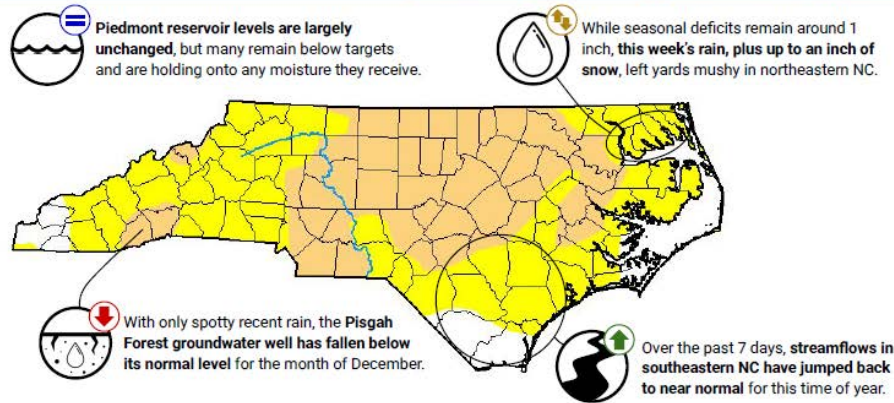 Piedmont reservoir levels are largely
unchanged, but many remain below targets
and are holding onto any moisture they receive.
While seasonal deficits remain around 1
inch, this week's rain, plus up to an inch of
snow, left yards mushy in northeastern NC.
With only spotty recent rain, the Pisgah
Forest groundwater well has fallen below
its normal level for the month of December.
Over the past 7 days, streamflows in
southeastern NC have jumped back
to near normal for this time of year.